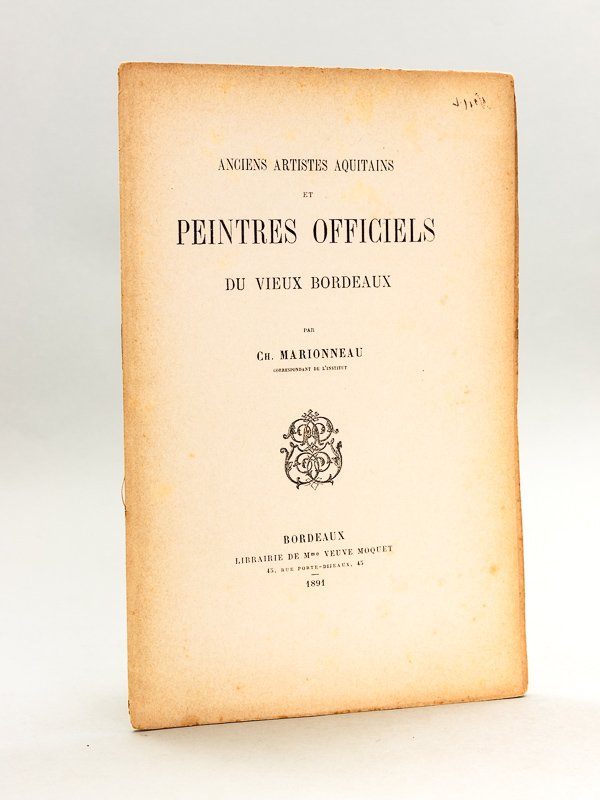 ANCIENS ARTISTES AQUITAINS
ET
PEINTRES OFFICIELS
DU VIEUX BORDEAUX
PAR
CH. MARIONNEAU
CORRESPONDANT DE L'INSTITUT
BORDEAUX
LIBRAIRIE DE Mme VEUVE MOQUET
45, RUE PORTE-DIJEAUX, 45
1891